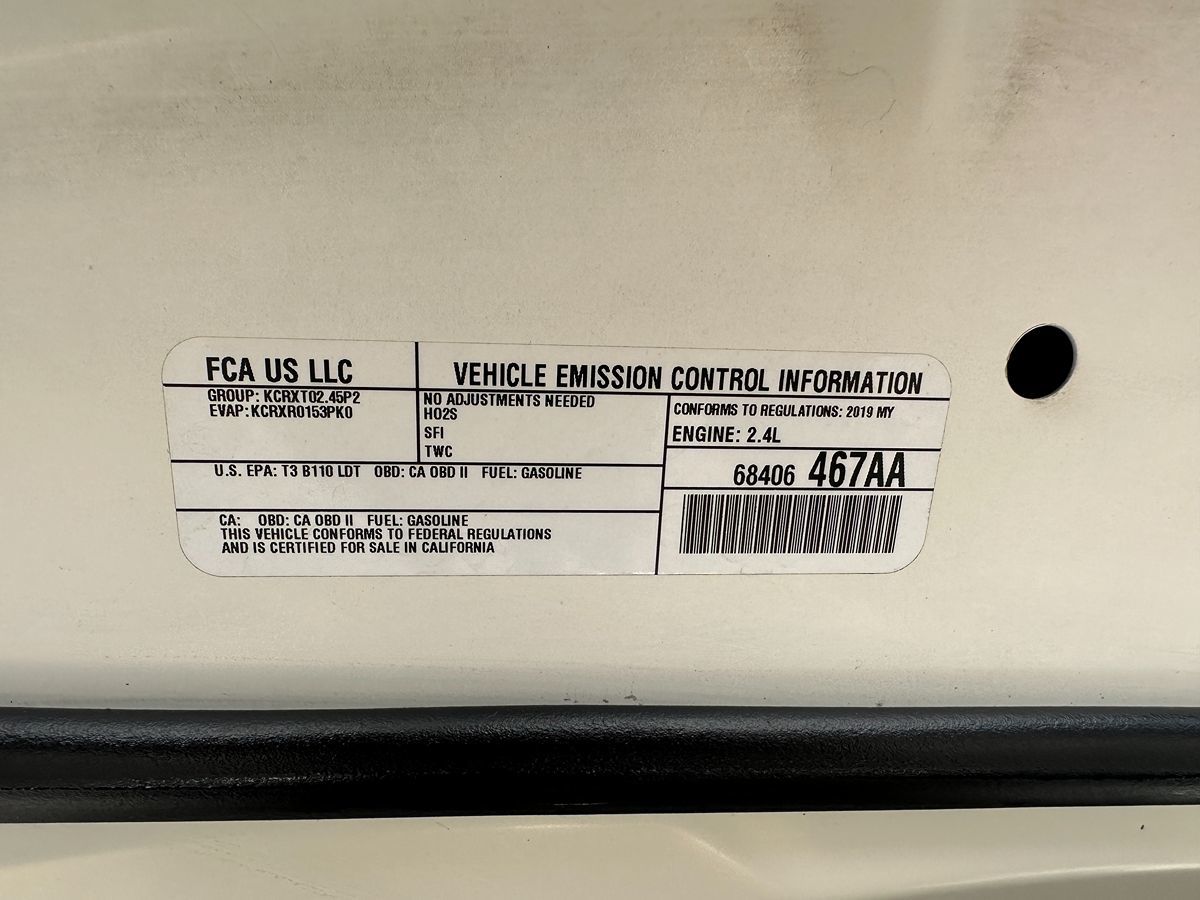 FCA US LLC
VEHICLE EMISSION CONTROL INFORMATION
GROUP: KCRXT02.45P2
EVAP: KCRXR0153PK0
NO ADJUSTMENTS NEEDED
HO2S
SFI
TWC
CONFORMS TO REGULATIONS: 2019 MY
ENGINE: 2.4L
68406 467AA
U.S. EPA: T3 B110 LDT OBD: CA OBD II FUEL: GASOLINE
CA: OBD: CA OBD II FUEL: GASOLINE
THIS VEHICLE CONFORMS TO FEDERAL REGULATIONS
AND IS CERTIFIED FOR SALE IN CALIFORNIA